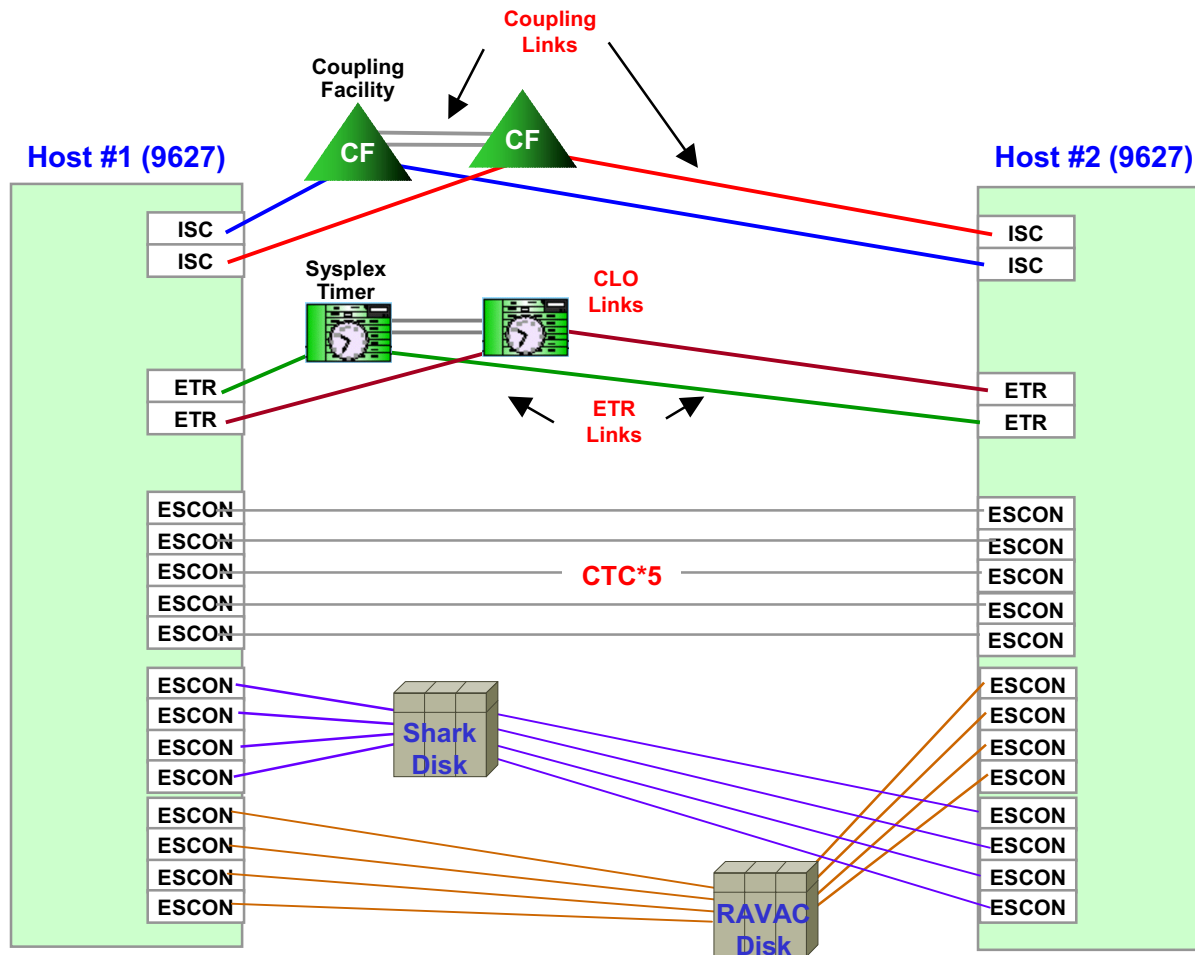 Coupling
Links
Coupling
Facility
CF
CF
Host #1 (9627)
Host #2 (9627)
ISC
ISC
ISC
ISC
Sysplex
Timer
CLO
Links
ETR
ETR
ETR
ETR
ETR
Links
ESCON
ESCON
ESCON
ESCON
ESCON
CTC*5
ESCON
ESCON
ESCON
ESCON
ESCON
ESCON
ESCON
ESCON
ESCON
Shark
Disk
ESCON
ESCON
ESCON
ESCON
ESCON
ESCON
ESCON
ESCON
RAVAC
Disk
ESCON
ESCON
ESCON
ESCON
ESCON
ESCON
ESCON
ESCON